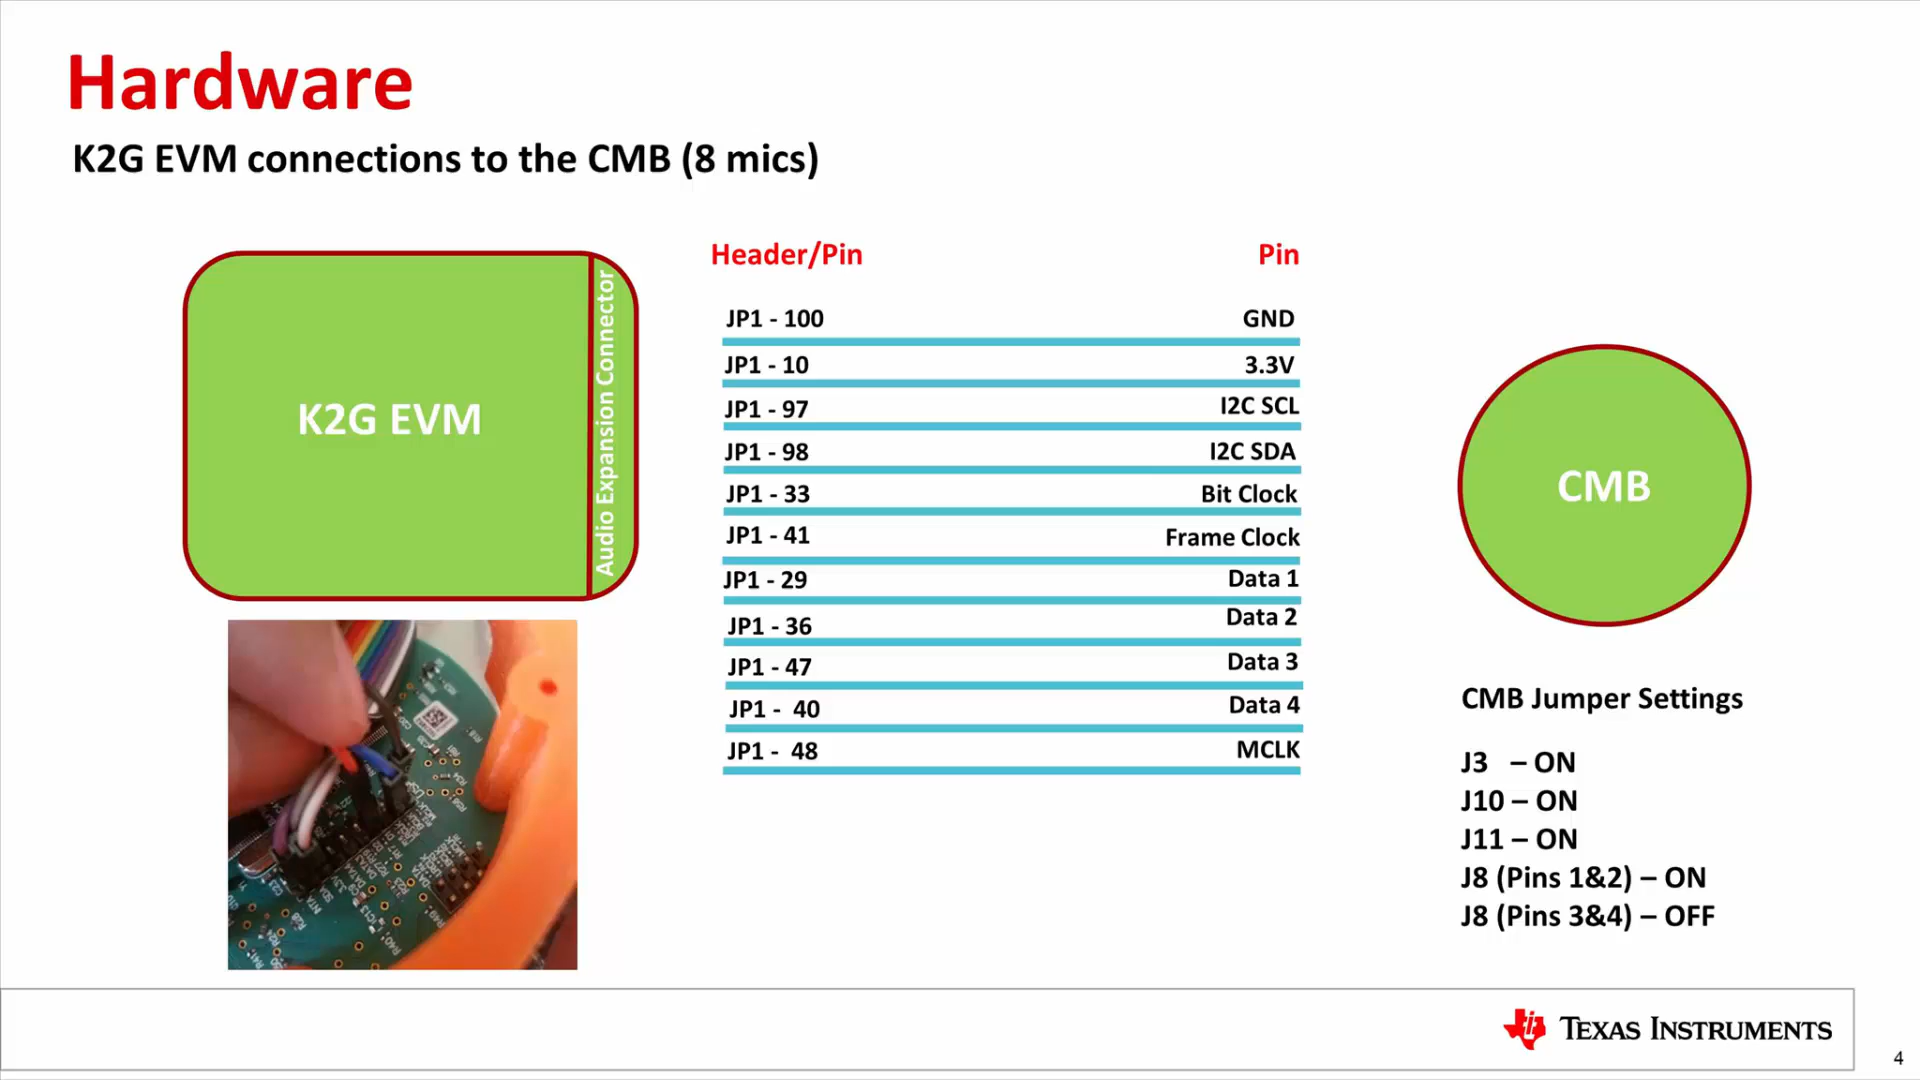 Hardware
K2G EVM connections to the CMB (8 mics)
Header/Pin Pin
K2G EVM
Audio Expansion Connector
JP1 - 100 GND
JP1 - 10 3.3V
JP1 - 97 I2C SCL
JP1 - 98 I2C SDA
JP1 - 33 Bit Clock
JP1 - 41 Frame Clock
JP1 - 29 Data 1
JP1 - 36 Data 2
JP1 - 47 Data 3
JP1 - 40 Data 4
JP1 - 48 MCLK
CMB
CMB Jumper Settings
J3 – ON
J10 – ON
J11 – ON
J8 (Pins 1&2) – ON
J8 (Pins 3&4) – OFF
TEXAS INSTRUMENTS
4